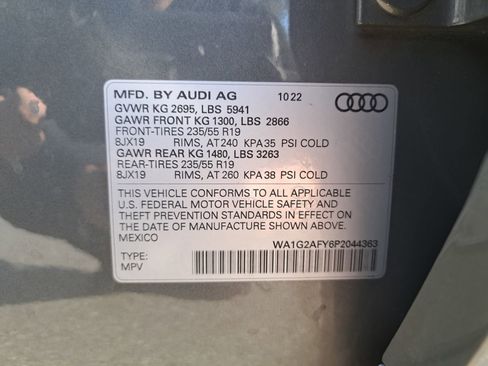 MFD. BY AUDI AG 10 22
GVWR KG 2695, LBS 5941
GAWR FRONT KG 1300, LBS 2866
FRONT-TIRES 235/55 R19
8JX19 RIMS, AT 240 KPA 35 PSI COLD
GAWR REAR KG 1480, LBS 3263
REAR-TIRES 235/55 R19
8JX19 RIMS, AT 260 KPA 38 PSI COLD
THIS VEHICLE CONFORMS TO ALL APPLICABLE
U.S. FEDERAL MOTOR VEHICLE SAFETY AND
THEFT PREVENTION STANDARDS IN EFFECT ON
THE DATE OF MANUFACTURE SHOWN ABOVE.
MEXICO WA1G2AFY6P2044363
TYPE:
MPV